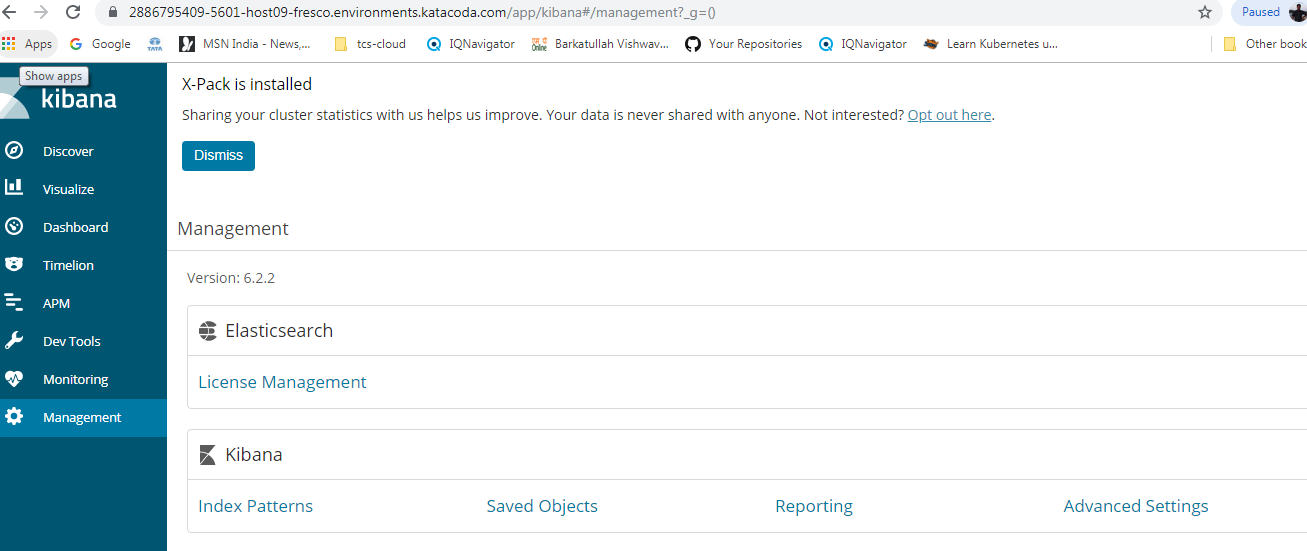 2886795409-5601-host09-fresco.environments.katacoda.com/app/kibana#/management?_g=() Paused
Apps Google TATA MSN India - News,... tcs-cloud IQNavigator Online Barkatullah Vishwav... Your Repositories IQNavigator Learn Kubernetes u... Other book
Show apps
kibana
Discover
Visualize
Dashboard
Timelion
APM
Dev Tools
Monitoring
Management
X-Pack is installed
Sharing your cluster statistics with us helps us improve. Your data is never shared with anyone. Not interested? Opt out here.
Dismiss
Management
Version: 6.2.2
Elasticsearch
License Management
Kibana
Index Patterns Saved Objects Reporting Advanced Settings